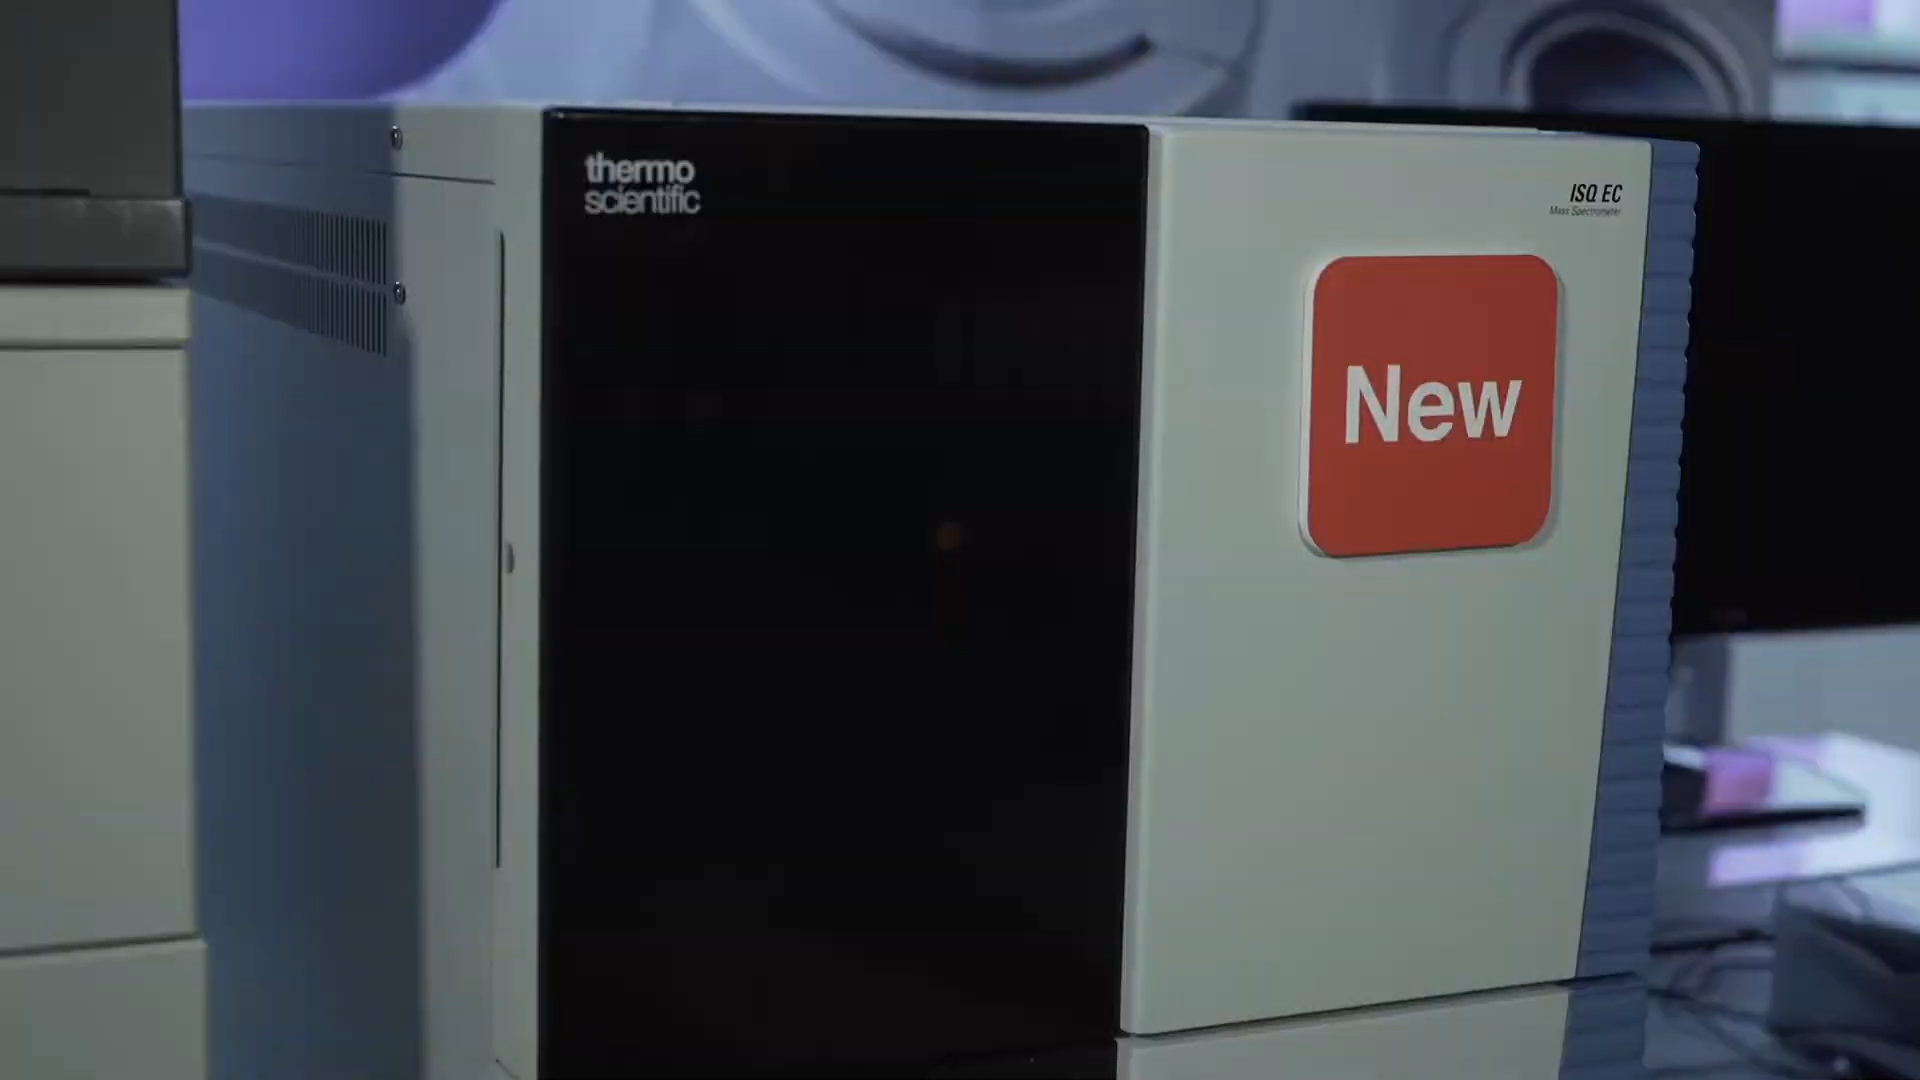 thermo
scientific
ISQ EC
Mass Spectrometer
New